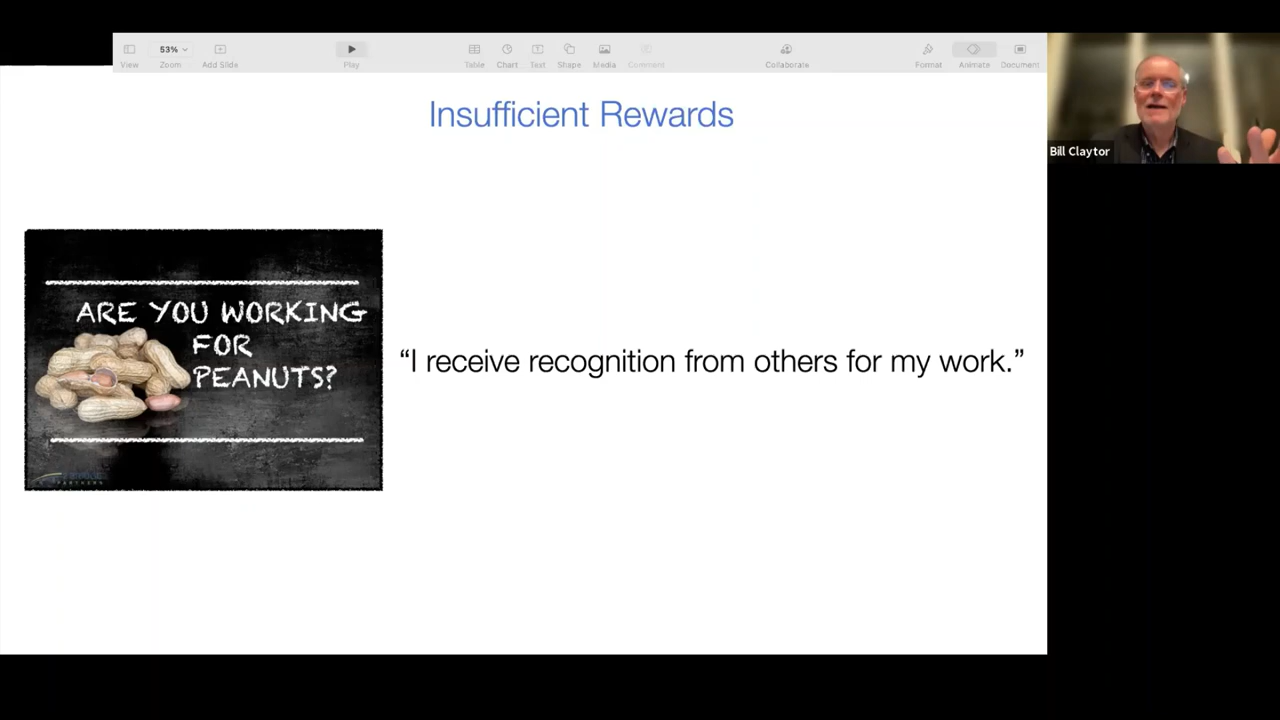 53%
View
Zoom
Add Slide
Play
Table
Chart
Text
Shape
Media
Comment
Collaborate
Format
Animate
Document
Insufficient Rewards
Bill Claytor
ARE YOU WORKING
FOR
PEANUTS?
“I receive recognition from others for my work.”